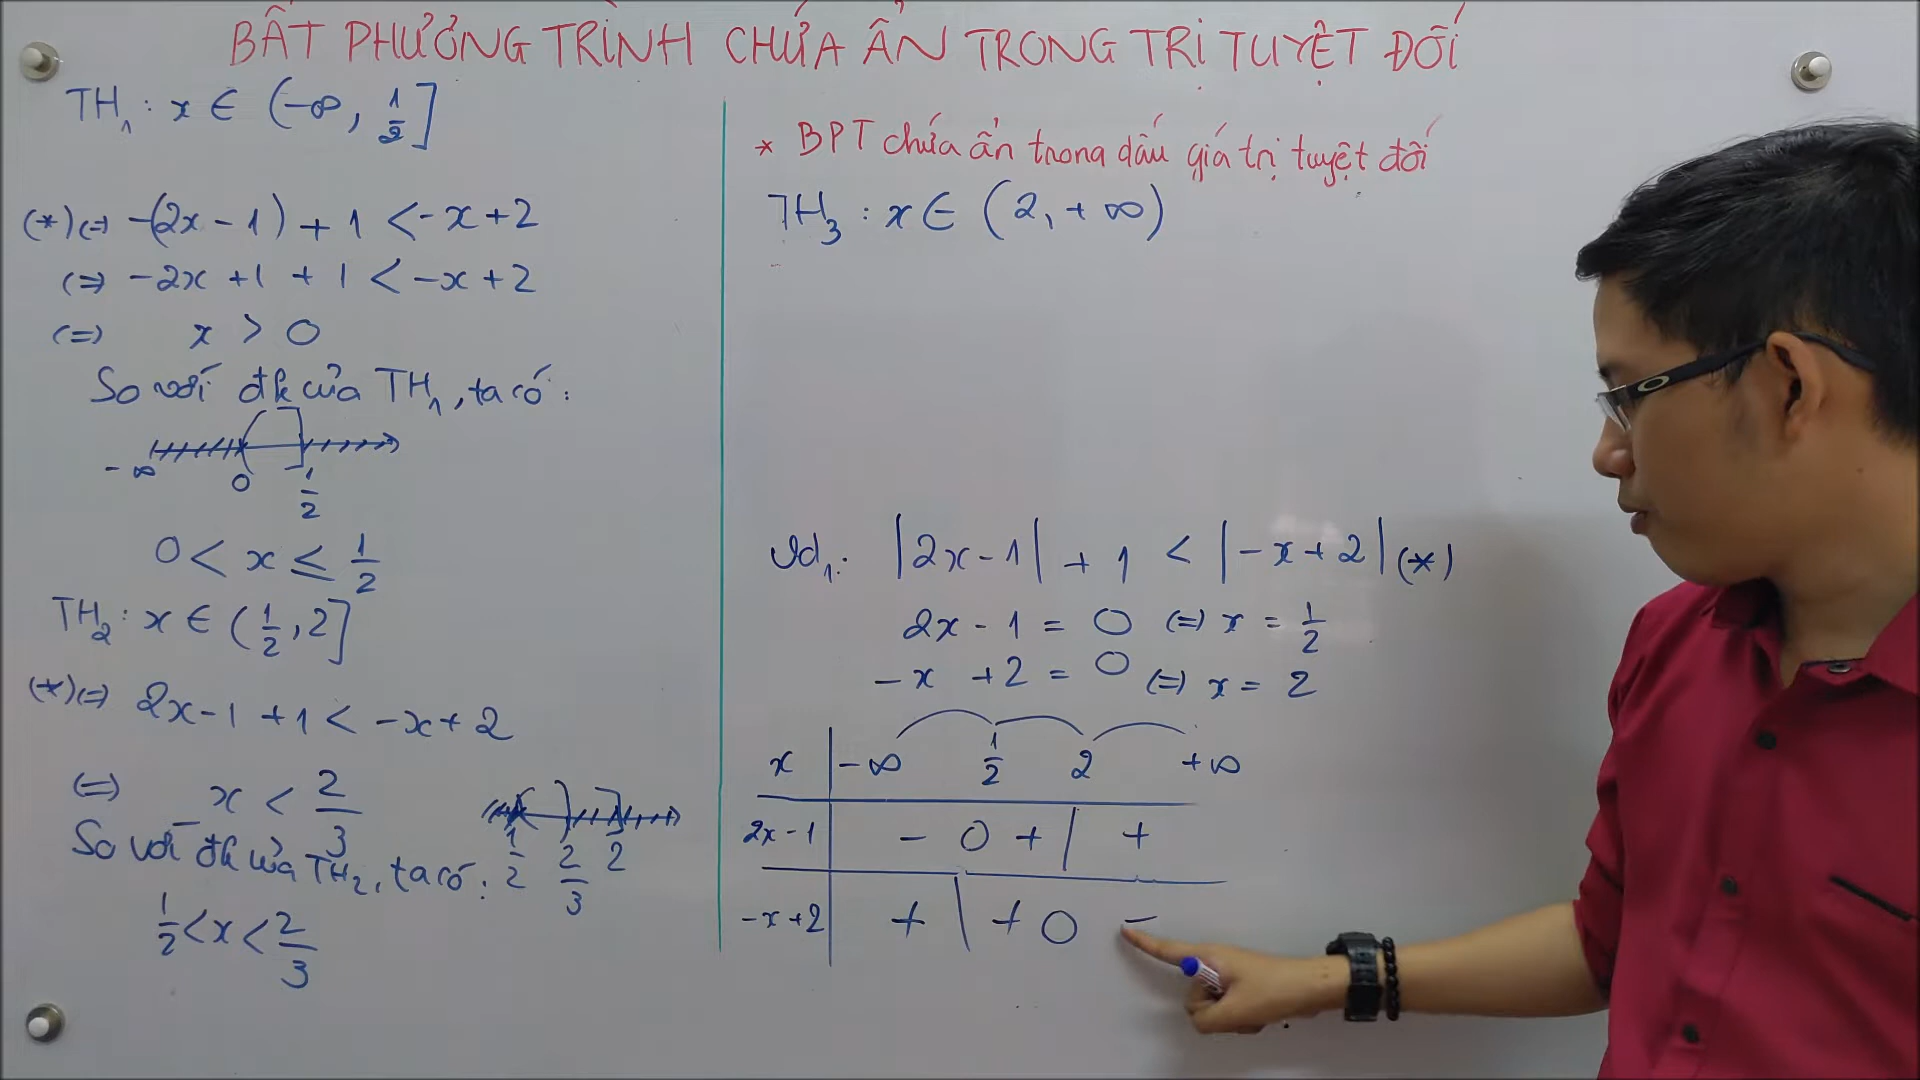 BẤT PHƯƠNG TRÌNH CHỨA ẨN TRONG TRỊ TUYỆT ĐỐI
TH₁ : x ∈ (-∞, 1/2]
(*) (=) -(2x - 1) + 1 < -x + 2
(=) -2x + 1 + 1 < -x + 2
(=) x > 0
So với đk của TH₁, ta có :
-∞ 0 1/2
0 < x ≤ 1/2
TH₂ : x ∈ (1/2, 2]
(*) (=) 2x - 1 + 1 < -x + 2
(=) x < 2/3
So với đk của TH₂, ta có :
1/2 2/3 2
1/2 < x < 2/3
* BPT chứa ẩn trong dấu giá trị tuyệt đối
TH₃ : x ∈ (2, +∞)
Vd₁: |2x - 1| + 1 < |-x + 2| (*)
2x - 1 = 0 (=) x = 1/2
-x + 2 = 0 (=) x = 2
x -∞ 1/2 2 +∞
2x - 1 - 0 + | +
-x + 2 + | + 0 -